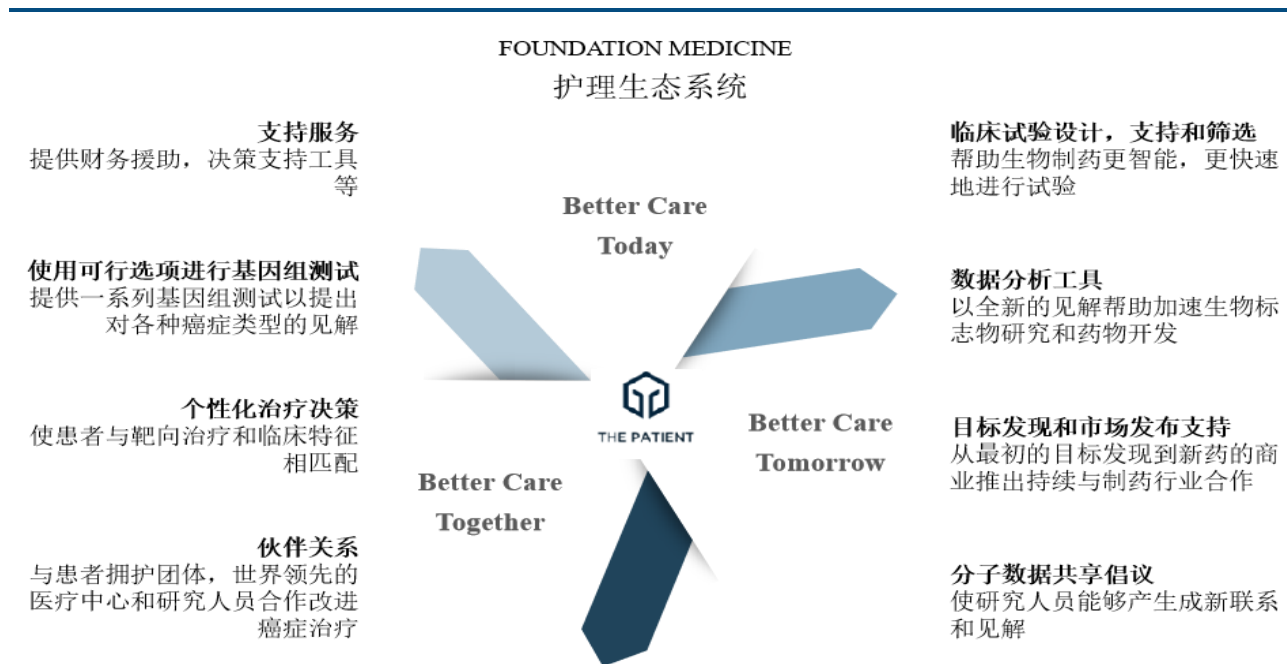 FOUNDATION MEDICINE
护理生态系统
支持服务
提供财务援助，决策支持工具
等
使用可行选项进行基因组测试
提供一系列基因组测试以提出
对各种癌症类型的见解
个性化治疗决策
使患者与靶向治疗和临床特征
相匹配
伙伴关系
与患者拥护团体，世界领先的
医疗中心和研究人员合作改进
癌症治疗
Better Care
Today
THE PATIENT
Better Care
Tomorrow
Better Care
Together
临床试验设计，支持和筛选
帮助生物制药更智能，更快速
地进行试验
数据分析工具
以全新的见解帮助加速生物标
志物研究和药物开发
目标发现和市场发布支持
从最初的目标发现到新药的商
业推出持续与制药行业合作
分子数据共享倡议
使研究人员能够产生成新联系
和见解